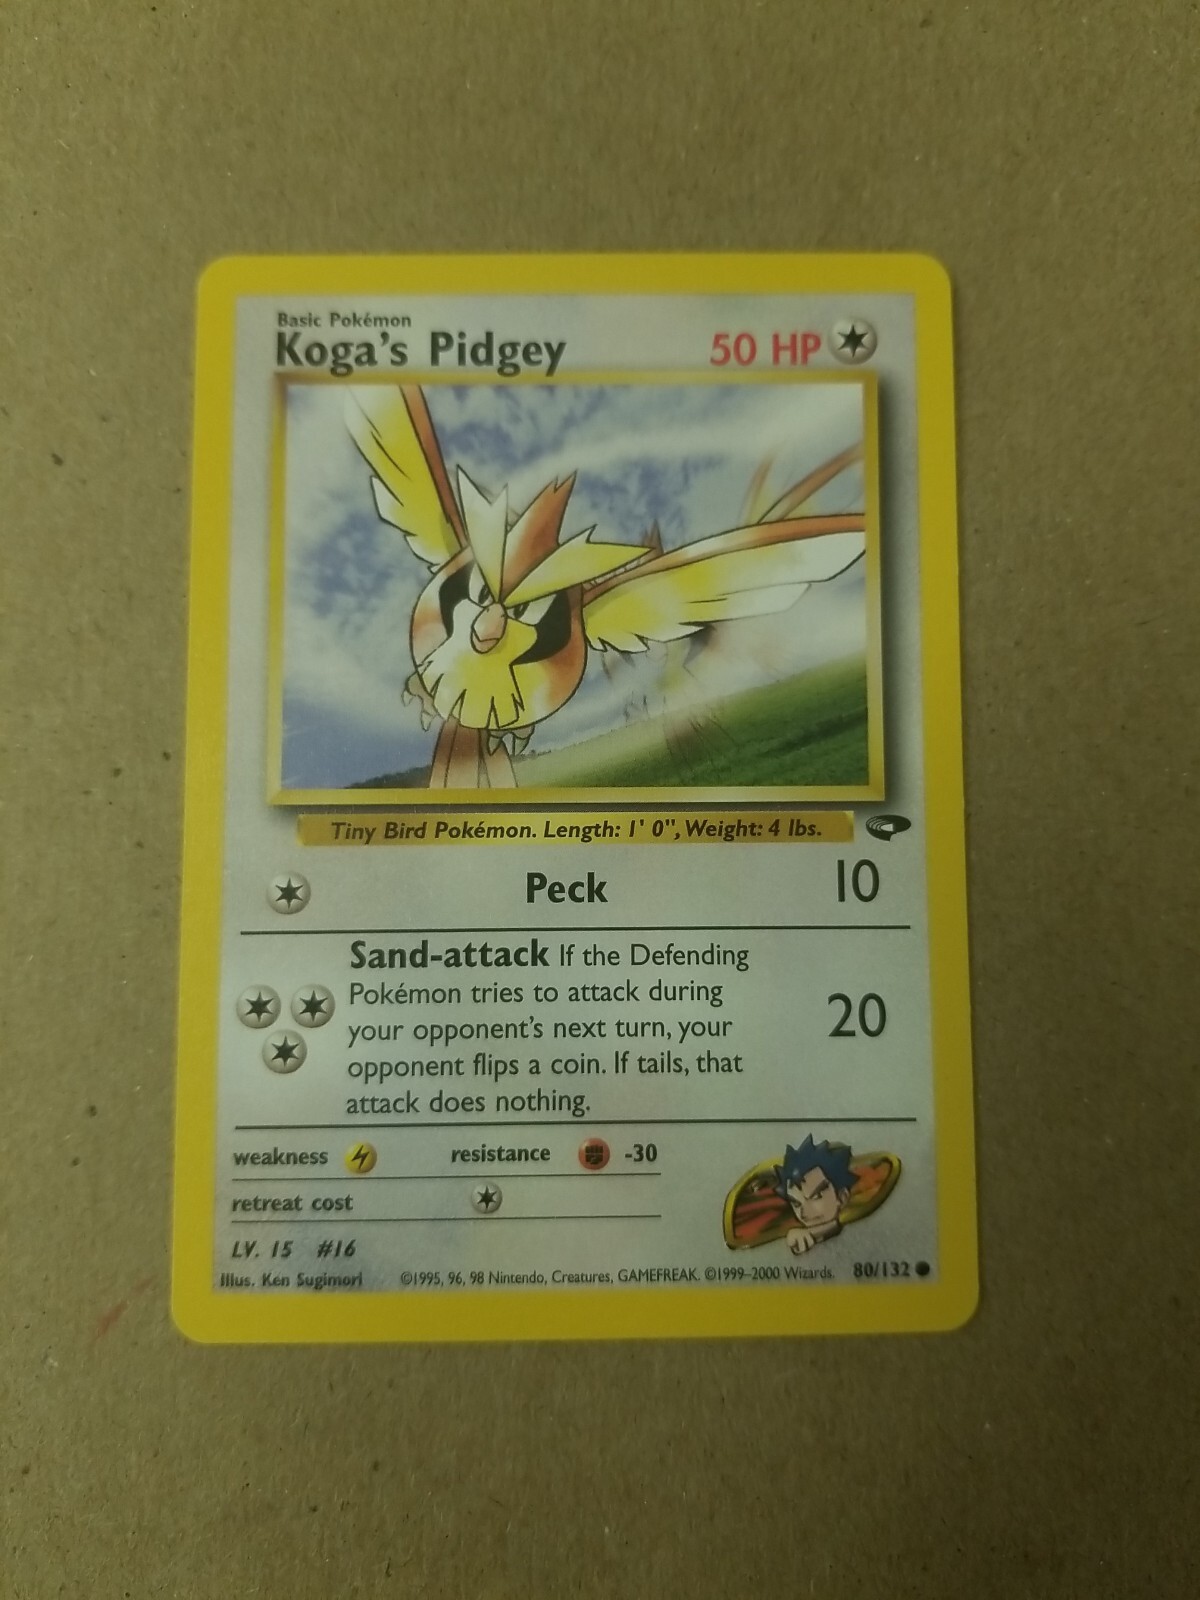 Basic Pokémon
Koga's Pidgey 50 HP
Tiny Bird Pokémon. Length: 1' 0", Weight: 4 lbs.
Peck 10
Sand-attack If the Defending
Pokémon tries to attack during
your opponent's next turn, your
opponent flips a coin. If tails, that
attack does nothing.
20
weakness resistance -30
retreat cost
LV. 15 #16
Illus. Ken Sugimori ©1995, 96, 98 Nintendo, Creatures, GAMEFREAK. ©1999–2000 Wizards. 80/132